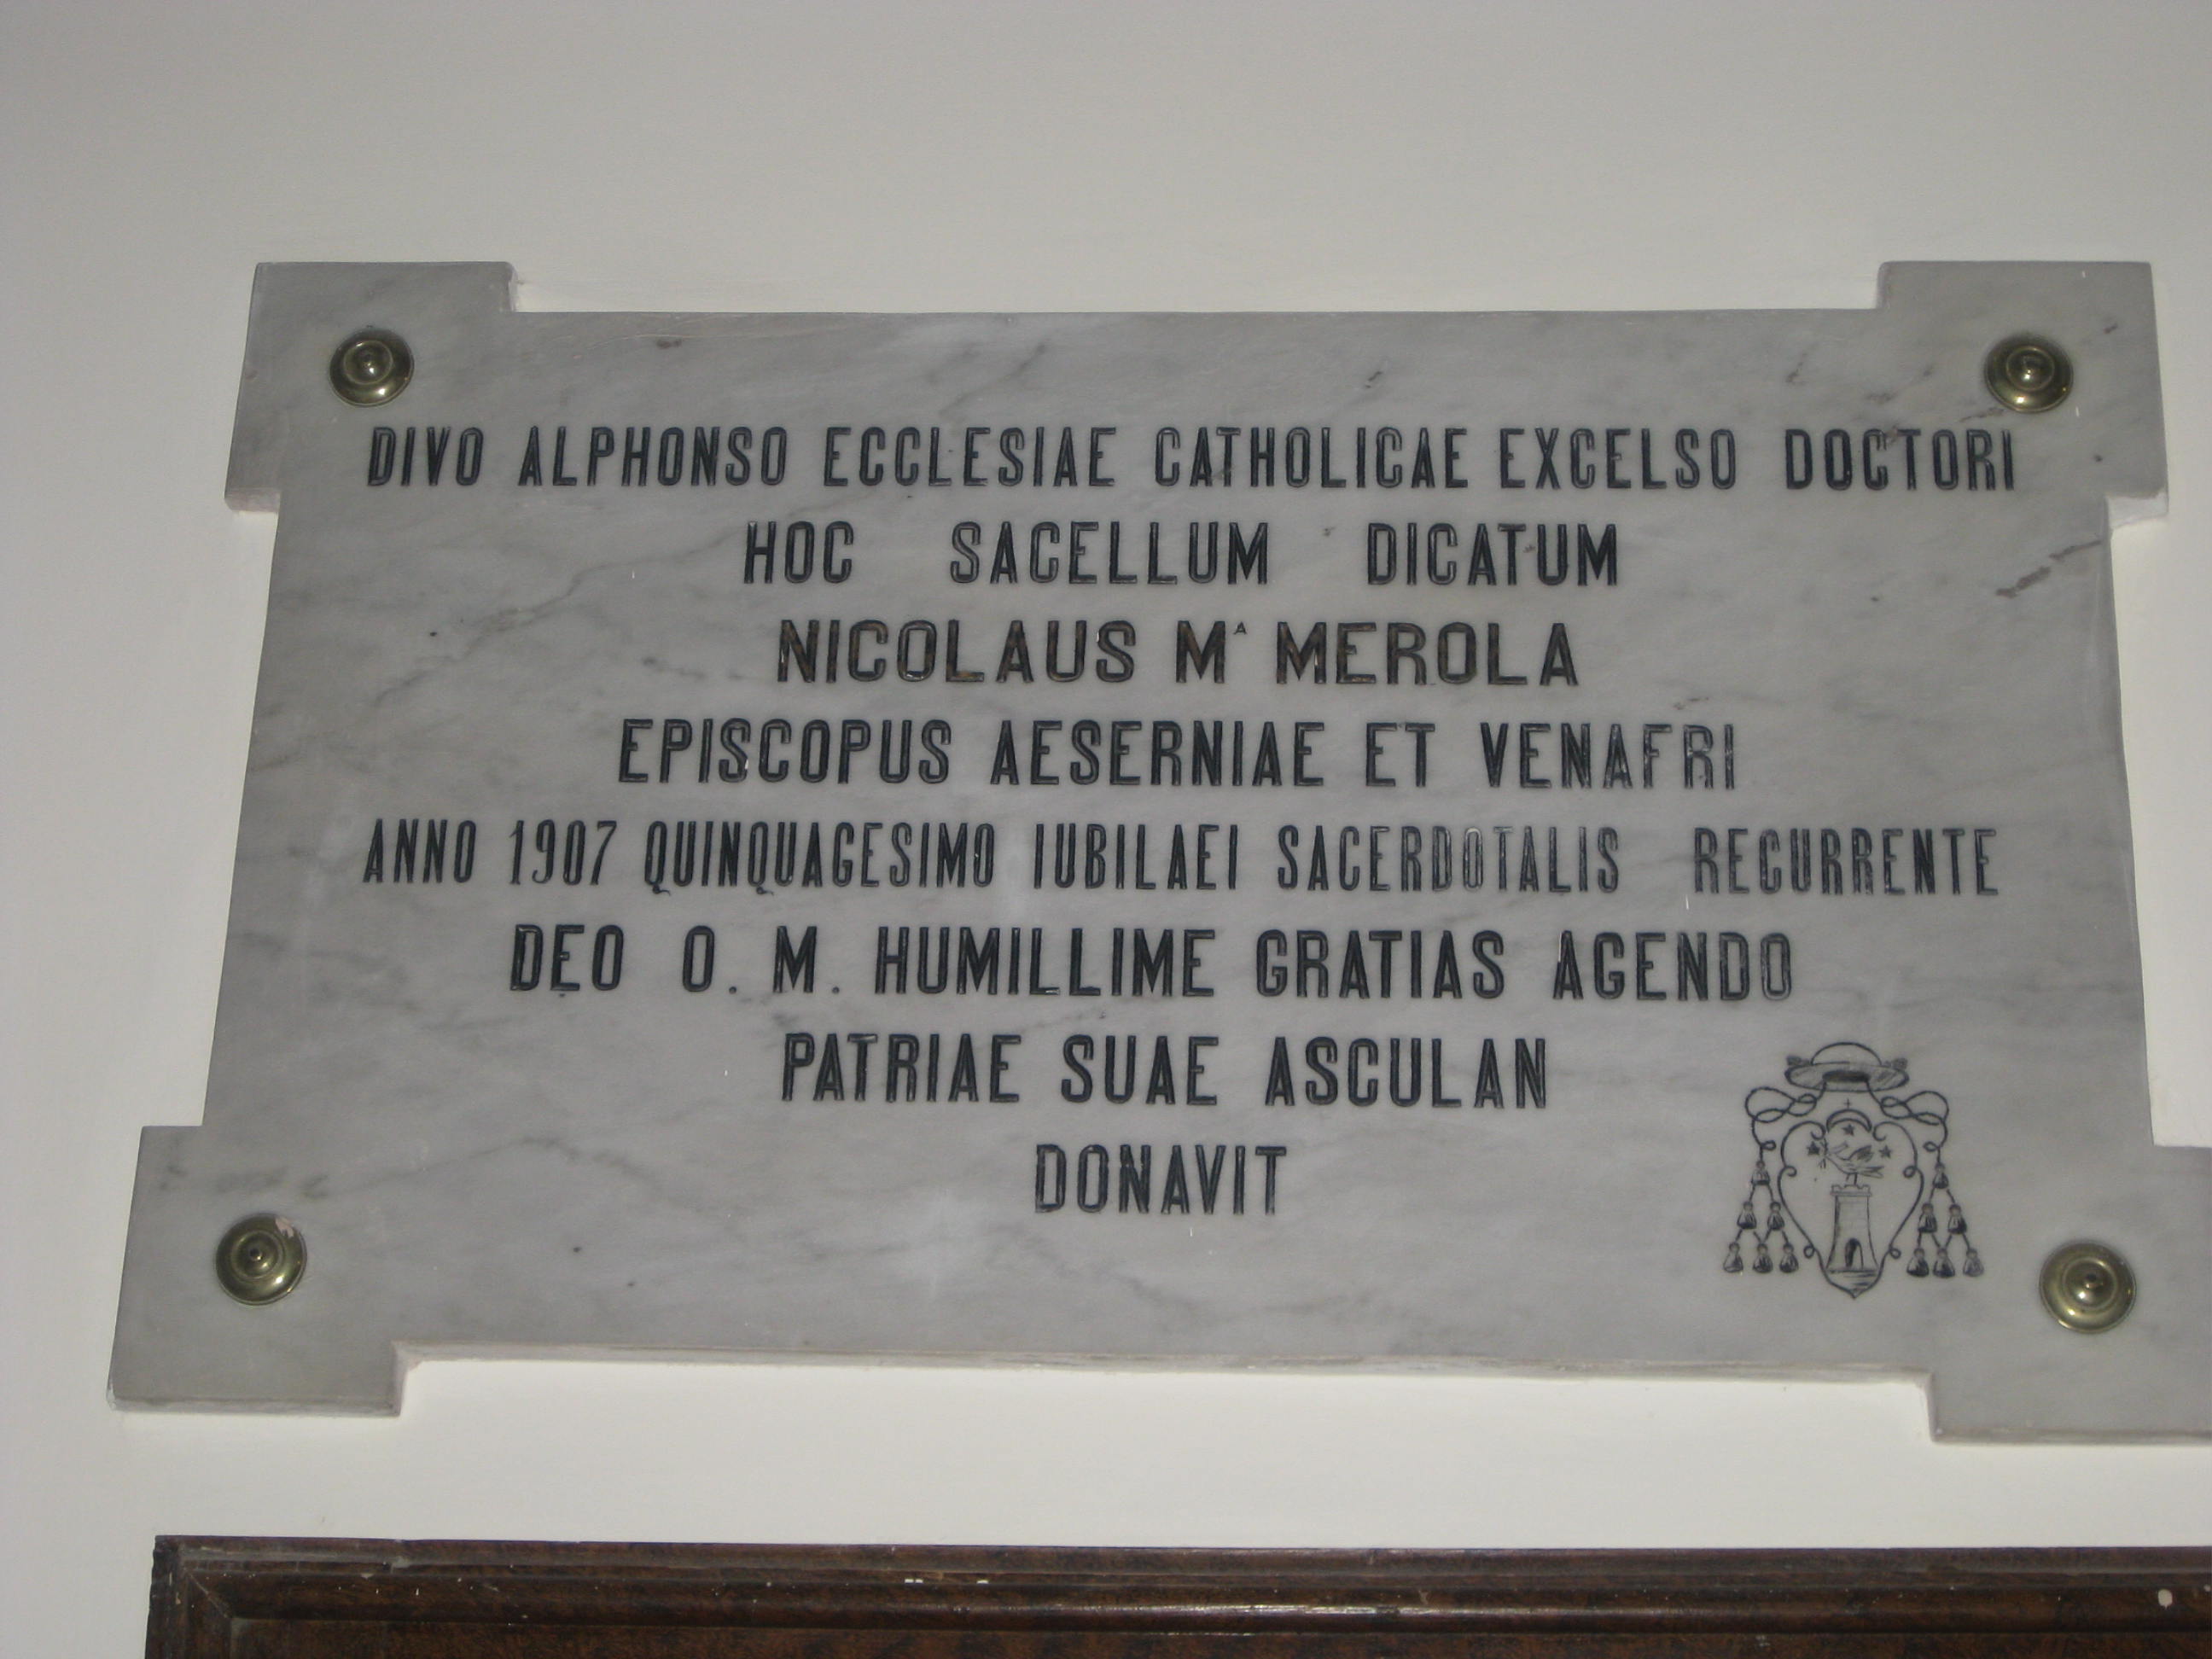 DIVO ALPHONSO ECCLESIAE CATHOLICAE EXCELSO DOCTORI
HOC SACELLUM DICATUM
NICOLAUS Mᴬ MEROLA
EPISCOPUS AESERNIAE ET VENAFRI
ANNO 1907 QUINQUAGESIMO IUBILAEI SACERDOTALIS RECURRENTE
DEO O. M. HUMILLIME GRATIAS AGENDO
PATRIAE SUAE ASCULAN
DONAVIT